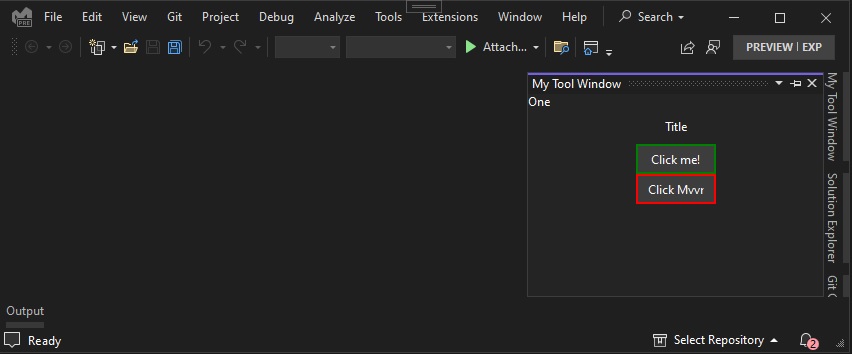 PRE
File Edit View Git Project Debug Analyze Tools Extensions Window Help Search
Attach...
PREVIEW | EXP
My Tool Window
One
Title
Click me!
Click Mvvr
My Tool Window
Solution Explorer
Git C
Output
Ready
Select Repository
2